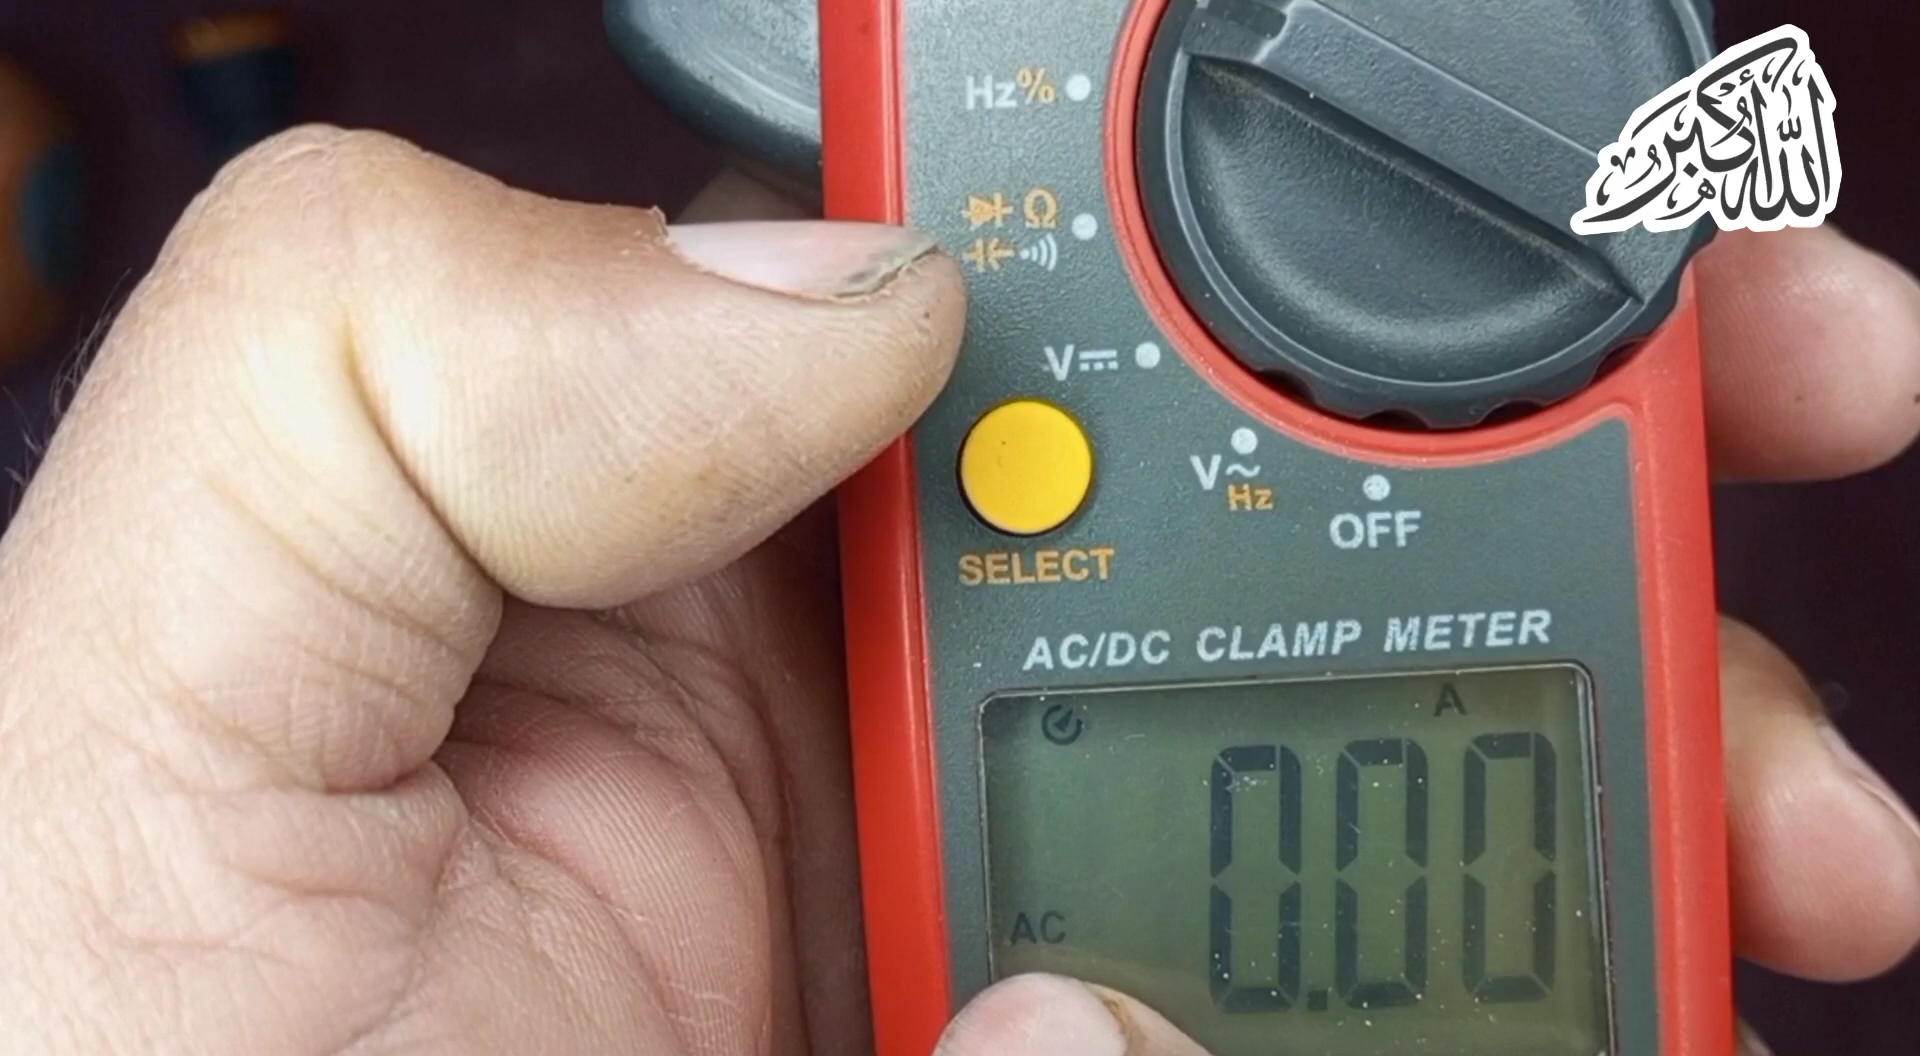 Hz%
الله أكبر
Ω
V
V~
Hz
OFF
SELECT
AC/DC CLAMP METER
A
0.00
AC